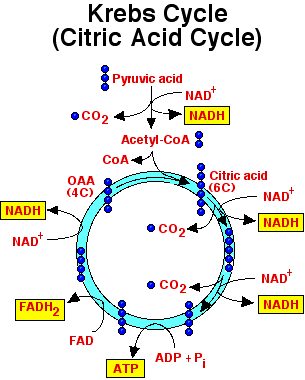 Krebs Cycle
(Citric Acid Cycle)
Pyruvic acid
NAD+
CO2
NADH
Acetyl-CoA
CoA
OAA
(4C)
Citric acid
(6C)
NAD+
NADH
CO2
NADH
NAD+
CO2
NAD+
NADH
FADH2
FAD
ADP + Pi
ATP